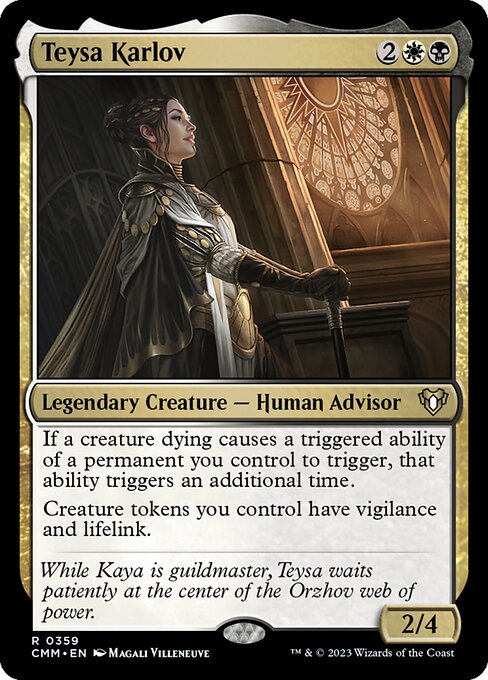 Teysa Karlov 2
Legendary Creature — Human Advisor
If a creature dying causes a triggered ability
of a permanent you control to trigger, that
ability triggers an additional time.
Creature tokens you control have vigilance
and lifelink.
While Kaya is guildmaster, Teysa waits
patiently at the center of the Orzhov web of
power.
2/4
R 0359
CMM • EN Magali Villeneuve
™ & © 2023 Wizards of the Coast